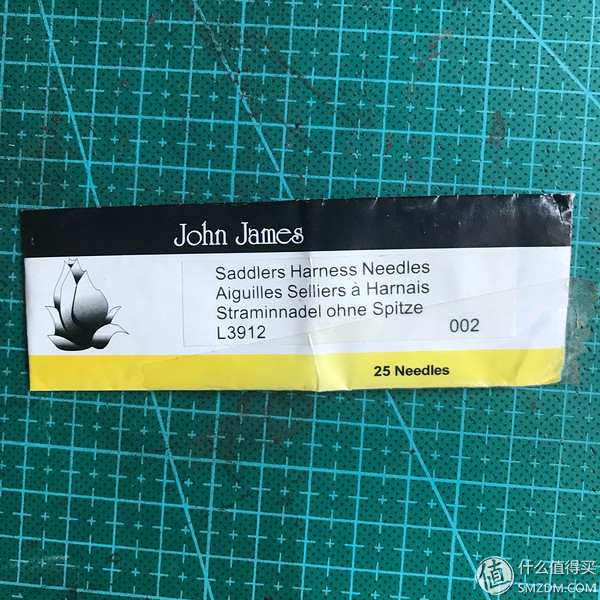 John James
Saddlers Harness Needles
Aiguilles Selliers à Harnais
Straminnadel ohne Spitze
L3912 002
25 Needles
值 什么值得买
SMZDM.COM